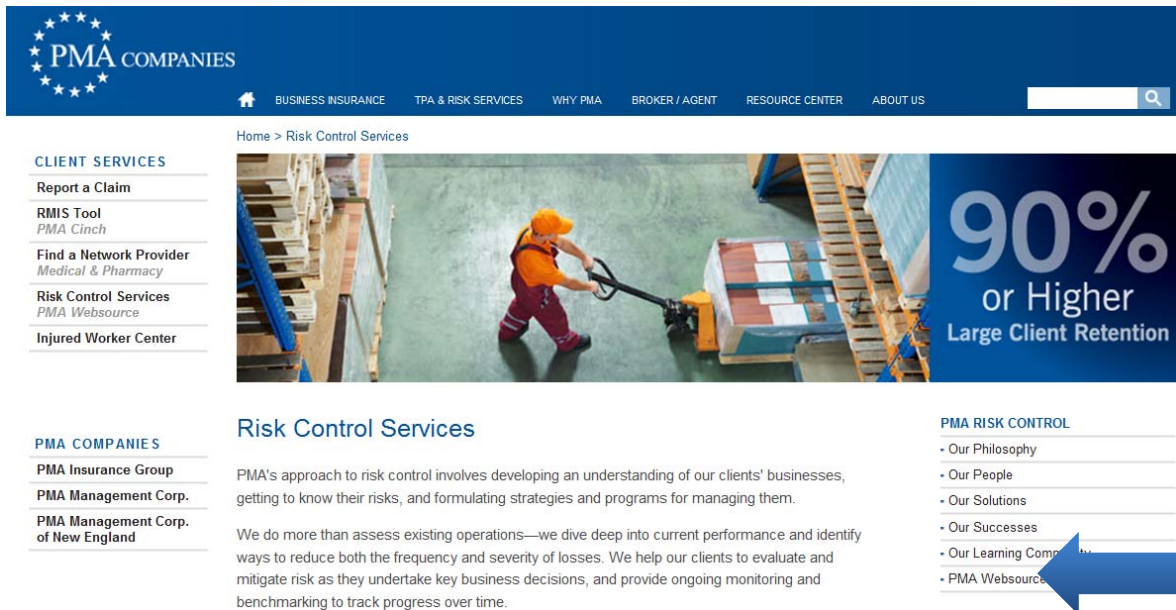 PMA COMPANIES
BUSINESS INSURANCE TPA & RISK SERVICES WHY PMA BROKER / AGENT RESOURCE CENTER ABOUT US
Home > Risk Control Services
CLIENT SERVICES
Report a Claim
RMIS Tool
PMA Cinch
Find a Network Provider
Medical & Pharmacy
Risk Control Services
PMA Websource
Injured Worker Center
90%
or Higher
Large Client Retention
PMA COMPANIES
PMA Insurance Group
PMA Management Corp.
PMA Management Corp.
of New England
Risk Control Services
PMA's approach to risk control involves developing an understanding of our clients' businesses,
getting to know their risks, and formulating strategies and programs for managing them.
We do more than assess existing operations—we dive deep into current performance and identify
ways to reduce both the frequency and severity of losses. We help our clients to evaluate and
mitigate risk as they undertake key business decisions, and provide ongoing monitoring and
benchmarking to track progress over time.
PMA RISK CONTROL
- Our Philosophy
- Our People
- Our Solutions
- Our Successes
- Our Learning
- PMA Websource